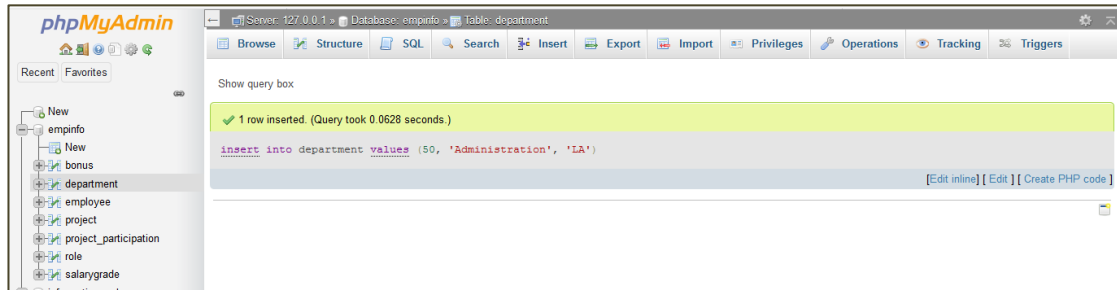 phpMyAdmin
Recent Favorites
New
empinfo
New
bonus
department
employee
project
project_participation
role
salarygrade
Server: 127.0.0.1 » Database: empinfo » Table: department
Browse Structure SQL Search Insert Export Import Privileges Operations Tracking Triggers
Show query box
1 row inserted. (Query took 0.0628 seconds.)
insert into department values (50, 'Administration', 'LA')
[Edit inline] [ Edit ] [ Create PHP code ]